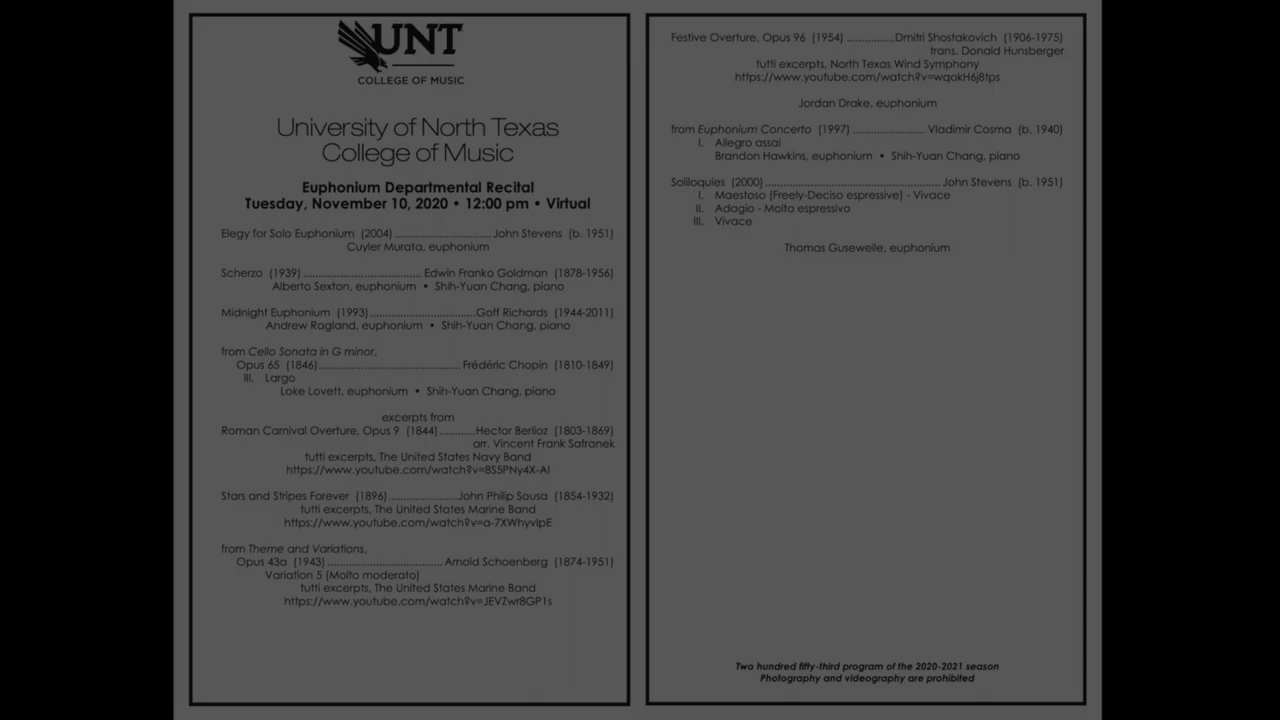 UNT
COLLEGE OF MUSIC
University of North Texas
College of Music
Euphonium Departmental Recital
Tuesday, November 10, 2020 • 12:00 pm • Virtual
Elegy for Solo Euphonium (2004) ............................... John Stevens (b. 1951)
Cuyler Murata, euphonium
Scherzo (1939) ...................................... Edwin Franko Goldman (1878-1956)
Alberto Sexton, euphonium • Shih-Yuan Chang, piano
Midnight Euphonium (1993)..................................Goff Richards (1944-2011)
Andrew Ragland, euphonium • Shih-Yuan Chang, piano
from Cello Sonata in G minor,
Opus 65 (1846).............................................. Frédéric Chopin (1810-1849)
III. Largo
Loke Lovett, euphonium • Shih-Yuan Chang, piano
excerpts from
Roman Carnival Overture, Opus 9 (1844) ............Hector Berlioz (1803-1869)
arr. Vincent Frank Safranek
tutti excerpts, The United States Navy Band
https://www.youtube.com/watch?v=8S5PNy4X-AI
Stars and Stripes Forever (1896).......................John Philip Sousa (1854-1932)
tutti excerpts, The United States Marine Band
https://www.youtube.com/watch?v=a-7XWhyvIpE
from Theme and Variations,
Opus 43a (1943) ..................................... Arnold Schoenberg (1874-1951)
Variation 5 (Molto moderato)
tutti excerpts, The United States Marine Band
https://www.youtube.com/watch?v=JEVZwr8GP1s
Festive Overture, Opus 96 (1954) ................Dmitri Shostakovich (1906-1975)
trans. Donald Hunsberger
tutti excerpts, North Texas Wind Symphony
https://www.youtube.com/watch?v=wqokH6j8tps
Jordan Drake, euphonium
from Euphonium Concerto (1997) ........................ Vladimir Cosma (b. 1940)
I. Allegro assai
Brandon Hawkins, euphonium • Shih-Yuan Chang, piano
Soliloquies (2000)......................................................... John Stevens (b. 1951)
I. Maestoso (Freely-Deciso espressive) - Vivace
II. Adagio - Molto espressivo
III. Vivace
Thomas Gusewelle, euphonium
Two hundred fifty-third program of the 2020-2021 season
Photography and videography are prohibited